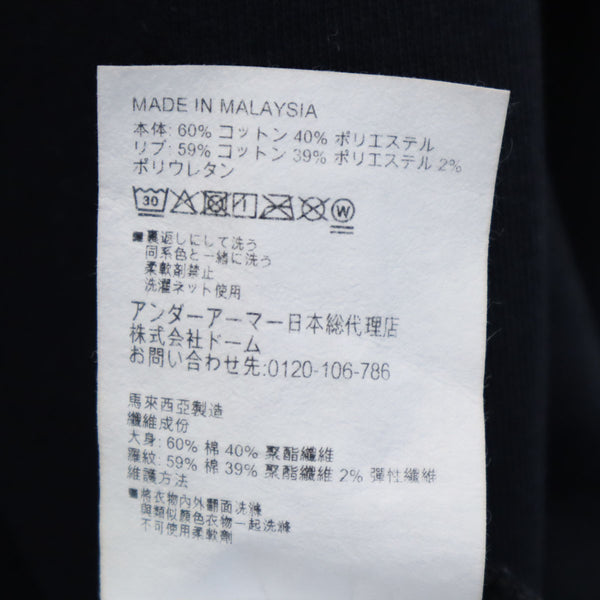 MADE IN MALAYSIA
本体: 60% コットン 40% ポリエステル
リブ: 59% コットン 39% ポリエステル 2%
ポリウレタン
30 W
■裏返しにして洗う
同系色と一緒に洗う
柔軟剤禁止
洗濯ネット使用
アンダーアーマー日本総代理店
株式会社ドーム
お問い合わせ先:0120-106-786
馬來西亞製造
纖維成份
大身: 60% 棉 40% 聚酯纖維
羅紋: 59% 棉 39% 聚酯纖維 2% 彈性纖維
維護方法
■將衣物內外翻面洗滌
與類似顏色衣物一起洗滌
不可使用柔軟劑